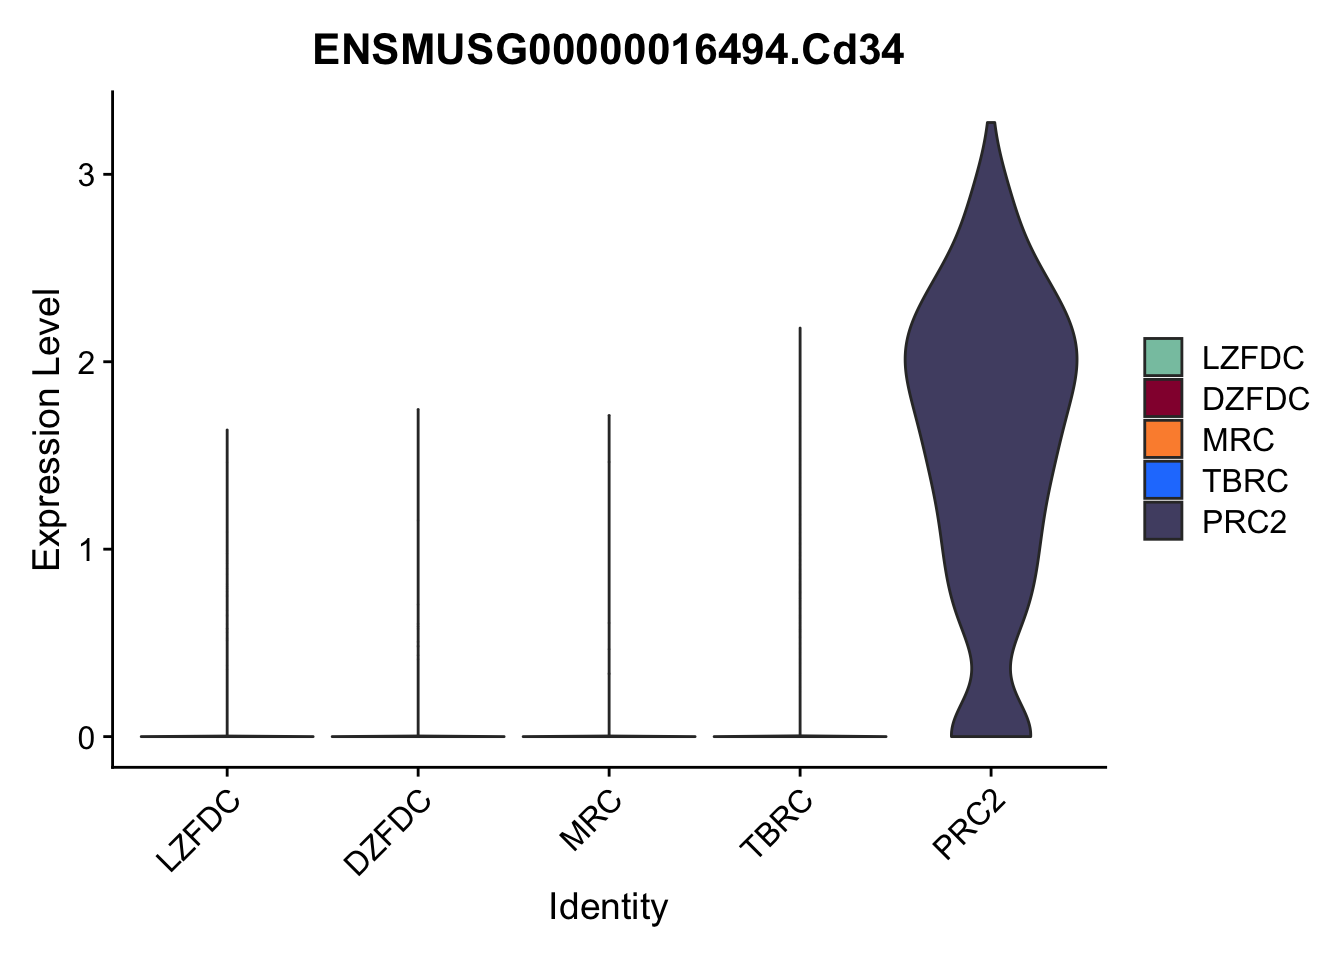 ENSMUSG00000016494.Cd34
Expression Level
3
2
1
0
LZFDC
DZFDC
MRC
TBRC
PRC2
Identity
LZFDC
DZFDC
MRC
TBRC
PRC2